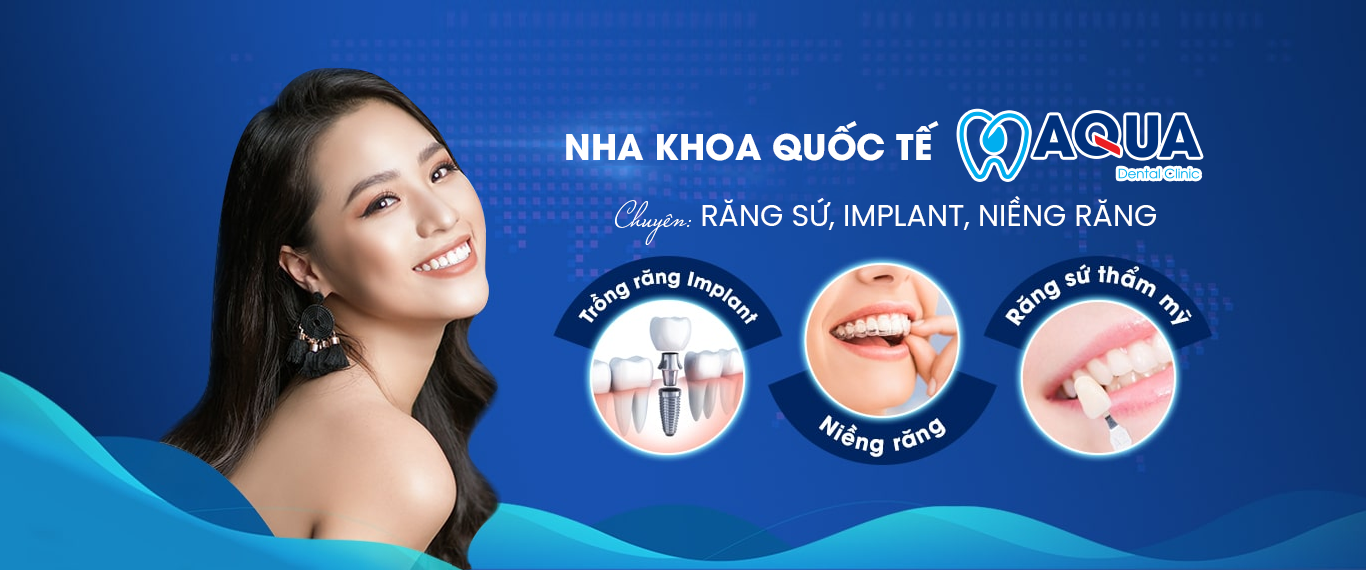 NHA KHOA QUỐC TẾ AQUA
Dental Clinic
Chuyên: RĂNG SỨ, IMPLANT, NIỀNG RĂNG
Trồng răng Implant
Niềng răng
Răng sứ thẩm mỹ